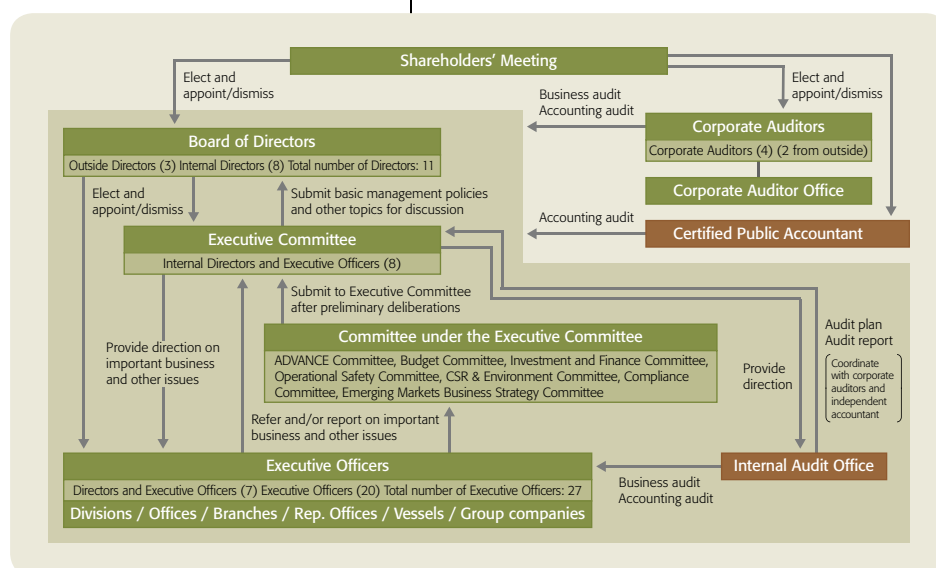 Shareholders' Meeting
Elect and
appoint/dismiss
Elect and
appoint/dismiss
Business audit
Accounting audit
Corporate Auditors
Corporate Auditors (4) (2 from outside)
Corporate Auditor Office
Board of Directors
Outside Directors (3) Internal Directors (8) Total number of Directors: 11
Elect and
appoint/dismiss
Submit basic management policies
and other topics for discussion
Accounting audit
Certified Public Accountant
Executive Committee
Internal Directors and Executive Officers (8)
Submit to Executive Committee
after preliminary deliberations
Committee under the Executive Committee
ADVANCE Committee, Budget Committee, Investment and Finance Committee,
Operational Safety Committee, CSR & Environment Committee, Compliance
Committee, Emerging Markets Business Strategy Committee
Provide direction on
important business
and other issues
Provide
direction
Audit plan
Audit report
Coordinate
with corporate
auditors and
independent
accountant
Refer and/or report on important
business and other issues
Executive Officers
Directors and Executive Officers (7) Executive Officers (20) Total number of Executive Officers: 27
Divisions / Offices / Branches / Rep. Offices / Vessels / Group companies
Business audit
Accounting audit
Internal Audit Office